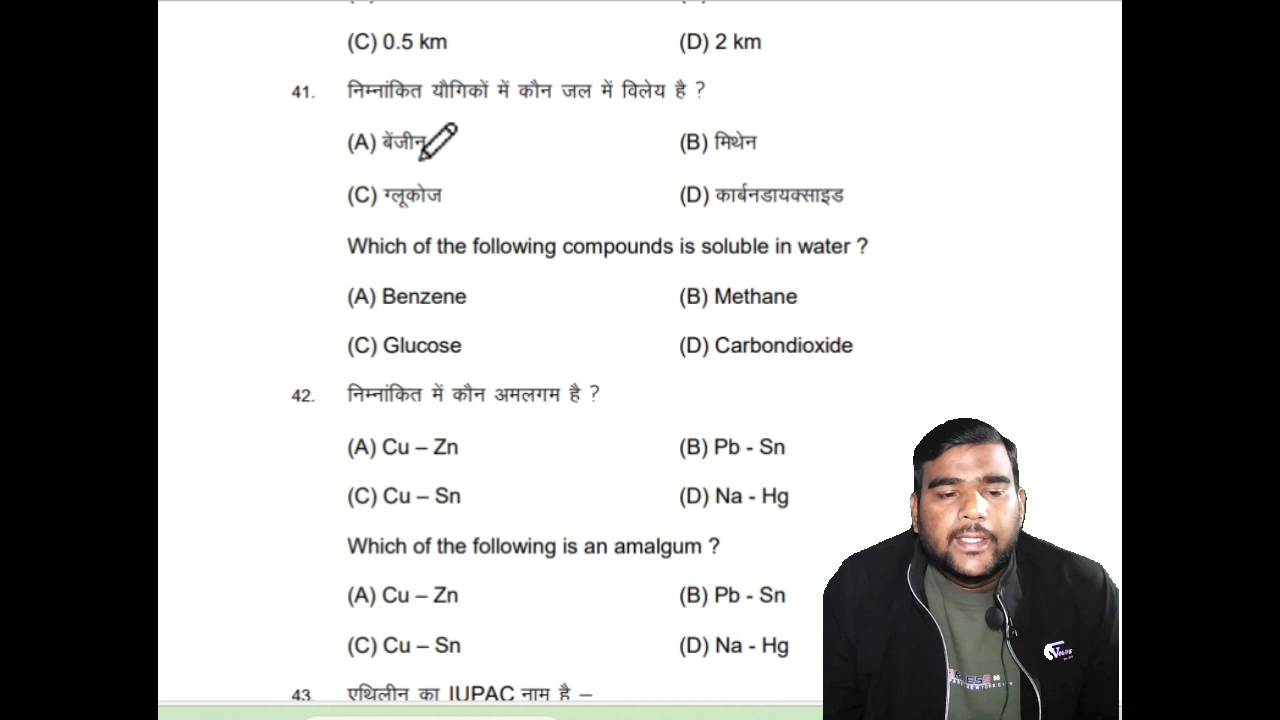 (C) 0.5 km (D) 2 km
41. निम्नांकित यौगिकों में कौन जल में विलेय है ?
(A) बेंजीन (B) मिथेन
(C) ग्लूकोज (D) कार्बनडायक्साइड
Which of the following compounds is soluble in water ?
(A) Benzene (B) Methane
(C) Glucose (D) Carbondioxide
42. निम्नांकित में कौन अमलगम है ?
(A) Cu – Zn (B) Pb - Sn
(C) Cu – Sn (D) Na - Hg
Which of the following is an amalgum ?
(A) Cu – Zn (B) Pb - Sn
(C) Cu – Sn (D) Na - Hg
43. एथिलीन का IUPAC नाम है –